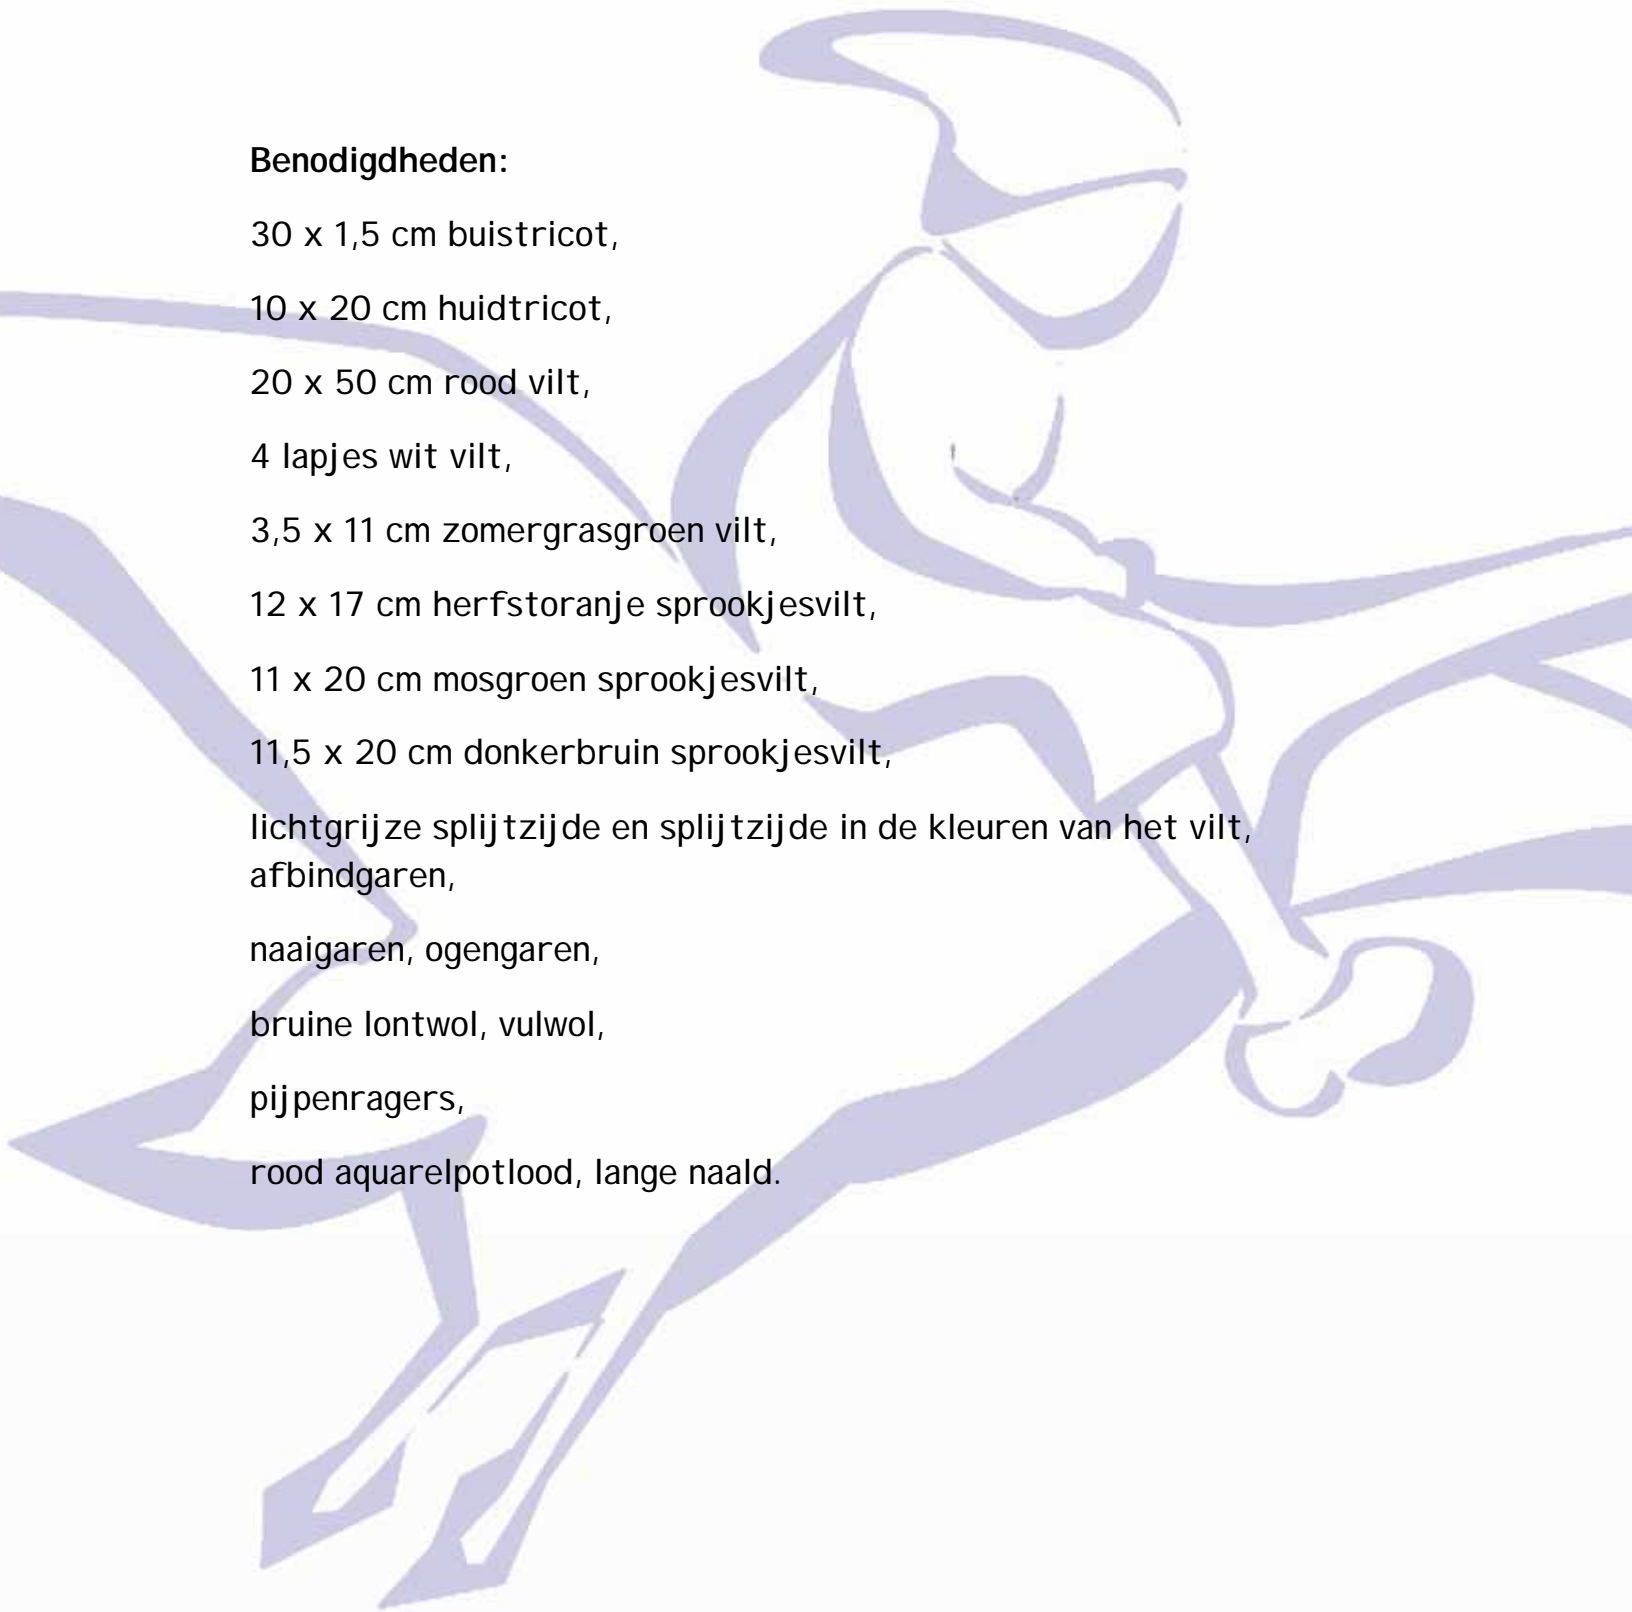 Benodigdheden:
30 x 1,5 cm buistricot,
10 x 20 cm huidtricot,
20 x 50 cm rood vilt,
4 lapjes wit vilt,
3,5 x 11 cm zomergrasgroen vilt,
12 x 17 cm herfstoranje sprookjesvilt,
11 x 20 cm mosgroen sprookjesvilt,
11,5 x 20 cm donkerbruin sprookjesvilt,
lichtgrijze splijtzijde en splijtzijde in de kleuren van het vilt,
afbindgaren,
naaigaren, ogengaren,
bruine lontwol, vulwol,
pijpenragers,
rood aquarelpotlood, lange naald.